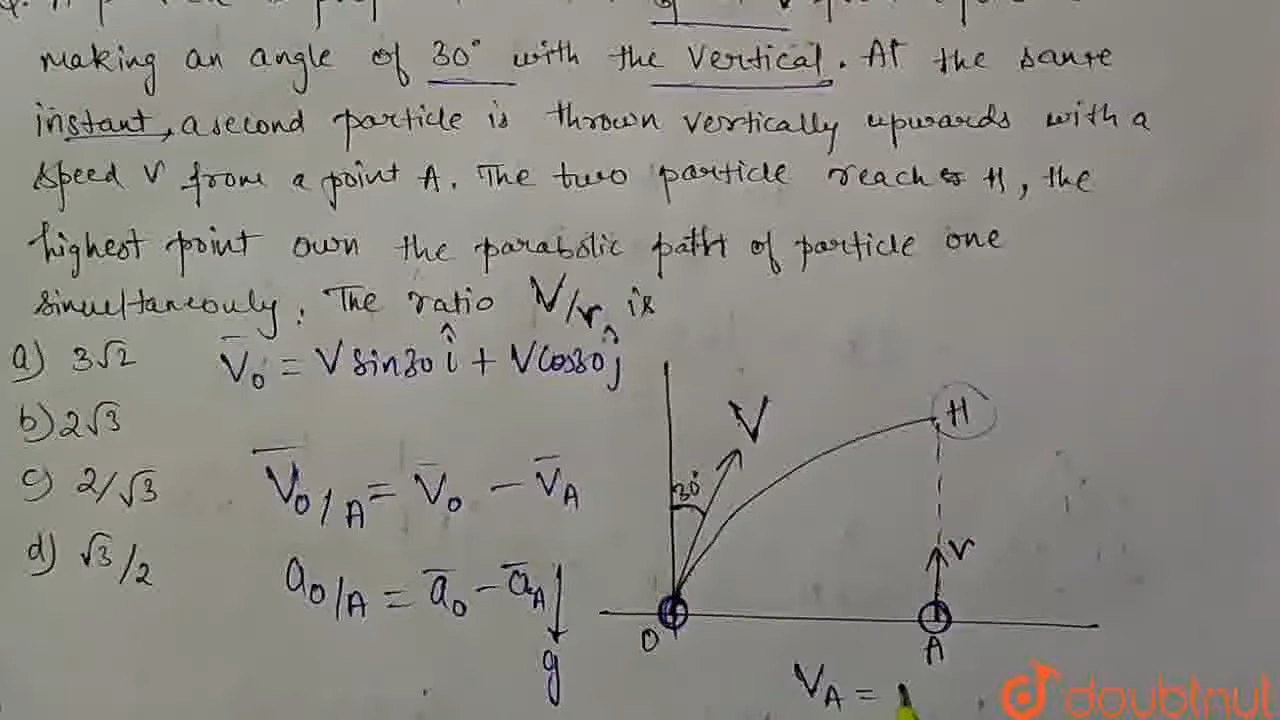 making an angle of 30° with the Vertical. At the same
instant, a second particle is thrown vertically upwards with a
speed v from a point A. The two particle reach H, the
highest point own the parabolic path of particle one
simultaneouly. The ratio V/v is
a) 3√2
V̄₀ = V sin30 î + V cos30 ĵ
b) 2√3
c) 2/√3
V̄₀/A = V̄₀ − V̄A
d) √3/2
a₀/A = ā₀ − āA
g
30°
V
H
v
O
A
VA =
doubtnut